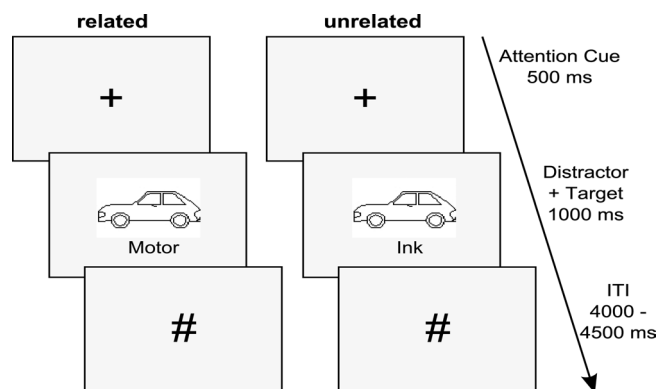 related
unrelated
+
+
Attention Cue
500 ms
Motor
Ink
Distractor
+ Target
1000 ms
#
#
ITI
4000 -
4500 ms